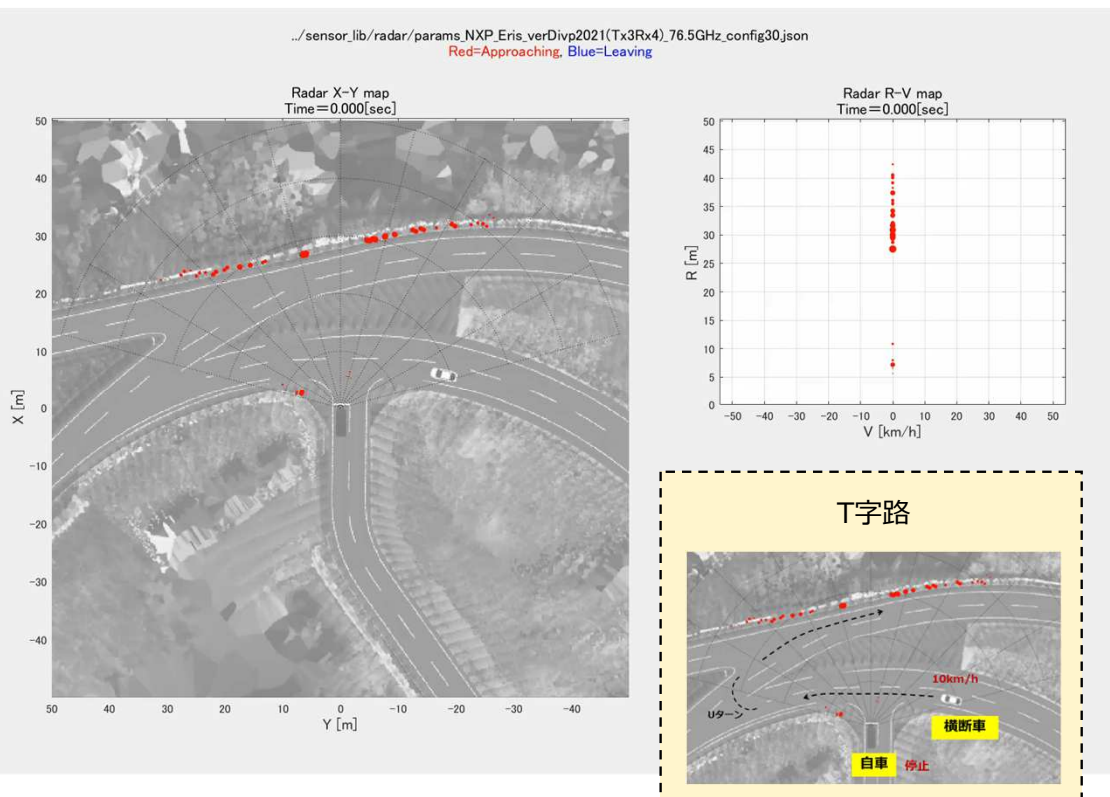 ../sensor_lib/radar/params_NXP_Eris_verDivp2021(Tx3Rx4)_76.5GHz_config30.json
Red=Approaching, Blue=Leaving
Radar X-Y map
Time=0.000[sec]
50
40
30
20
10
0
-10
-20
-30
-40
X [m]
50
40
30
20
10
0
-10
-20
-30
-40
Y [m]
Radar R-V map
Time=0.000[sec]
50
45
40
35
30
25
20
15
10
5
0
R [m]
-50
-40
-30
-20
-10
0
10
20
30
40
50
V [km/h]
T字路
10km/h
Uターン
横断車
自車
停止